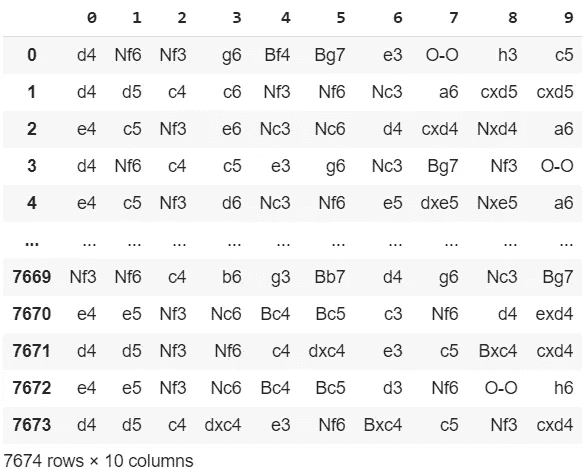 0 1 2 3 4 5 6 7 8 9
0 d4 Nf6 Nf3 g6 Bf4 Bg7 e3 O-O h3 c5
1 d4 d5 c4 c6 Nf3 Nf6 Nc3 a6 cxd5 cxd5
2 e4 c5 Nf3 e6 Nc3 Nc6 d4 cxd4 Nxd4 a6
3 d4 Nf6 c4 c5 e3 g6 Nc3 Bg7 Nf3 O-O
4 e4 c5 Nf3 d6 Nc3 Nf6 e5 dxe5 Nxe5 a6
... ... ... ... ... ... ... ... ... ... ...
7669 Nf3 Nf6 c4 b6 g3 Bb7 d4 g6 Nc3 Bg7
7670 e4 e5 Nf3 Nc6 Bc4 Bc5 c3 Nf6 d4 exd4
7671 d4 d5 Nf3 Nf6 c4 dxc4 e3 c5 Bxc4 cxd4
7672 e4 e5 Nf3 Nc6 Bc4 Bc5 d3 Nf6 O-O h6
7673 d4 d5 c4 dxc4 e3 Nf6 Bxc4 c5 Nf3 cxd4
7674 rows × 10 columns